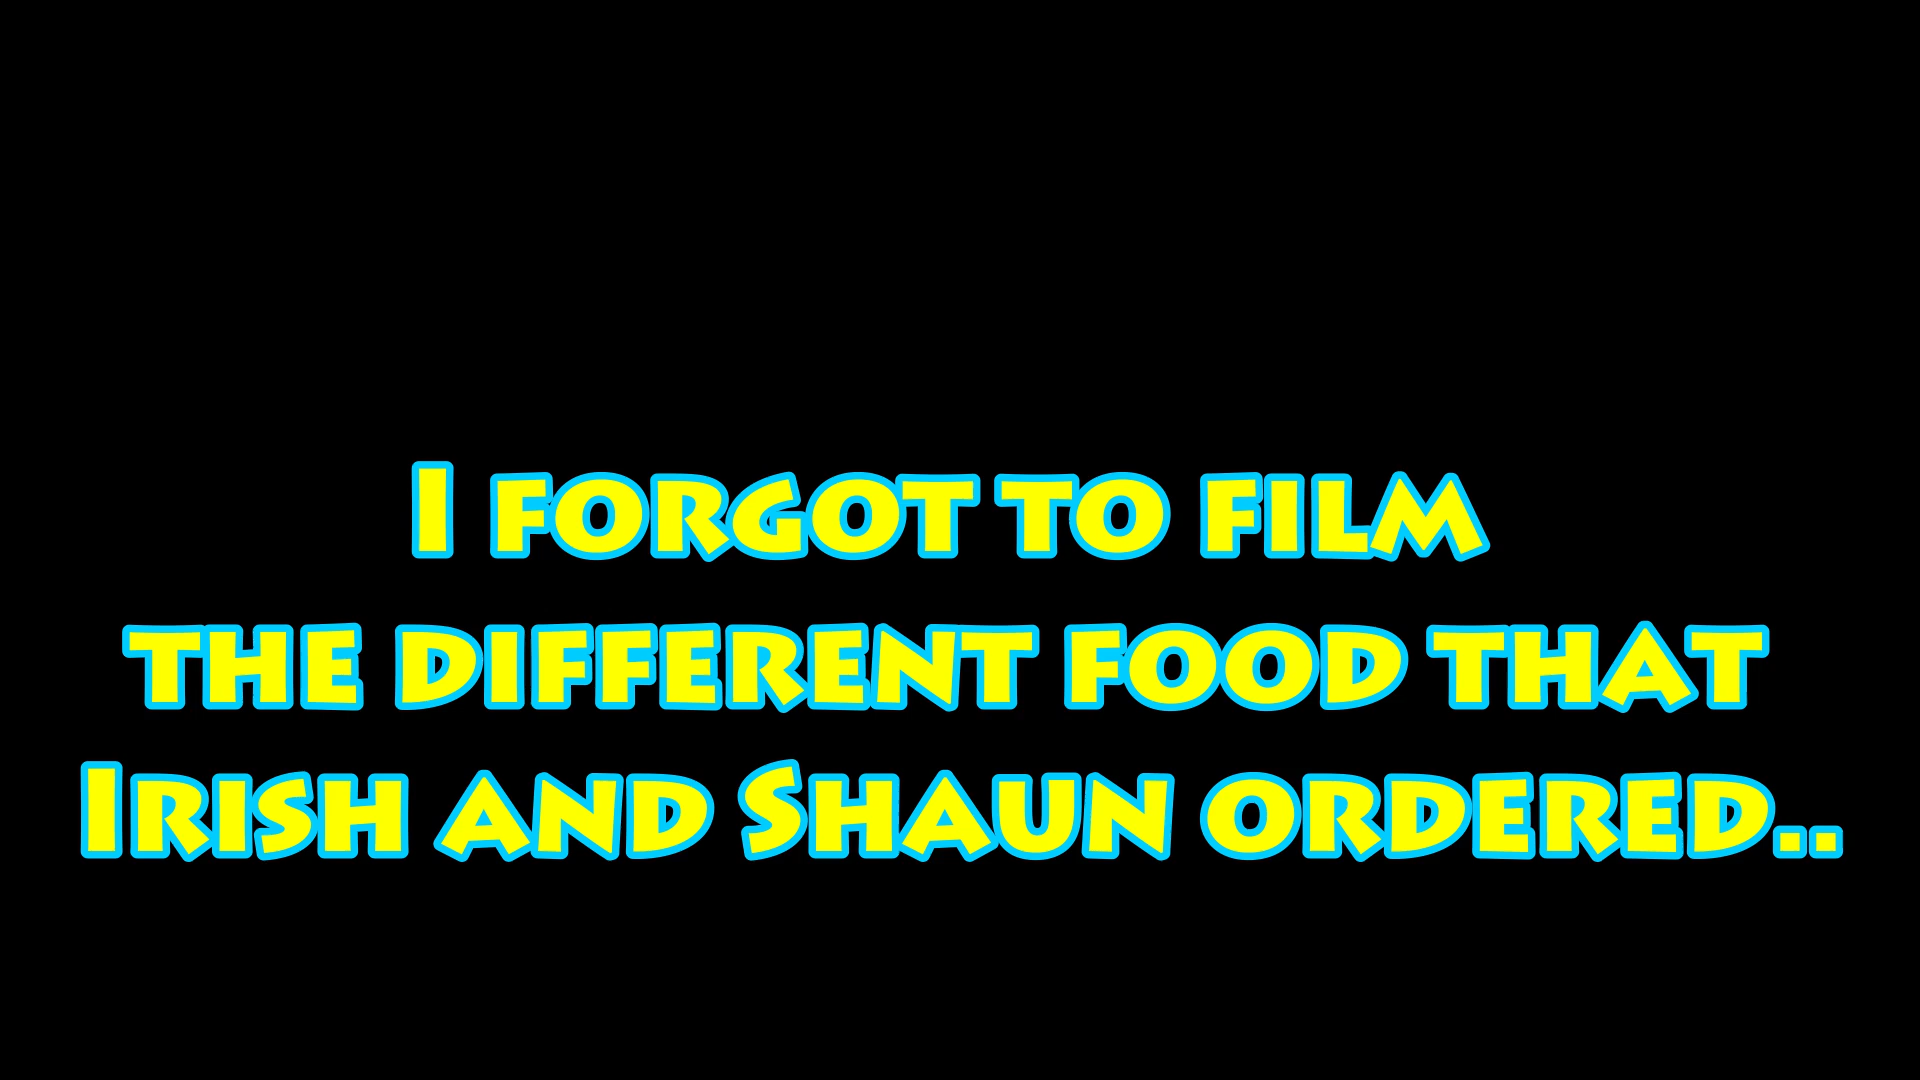 I forgot to film
the different food that
Irish and Shaun ordered..